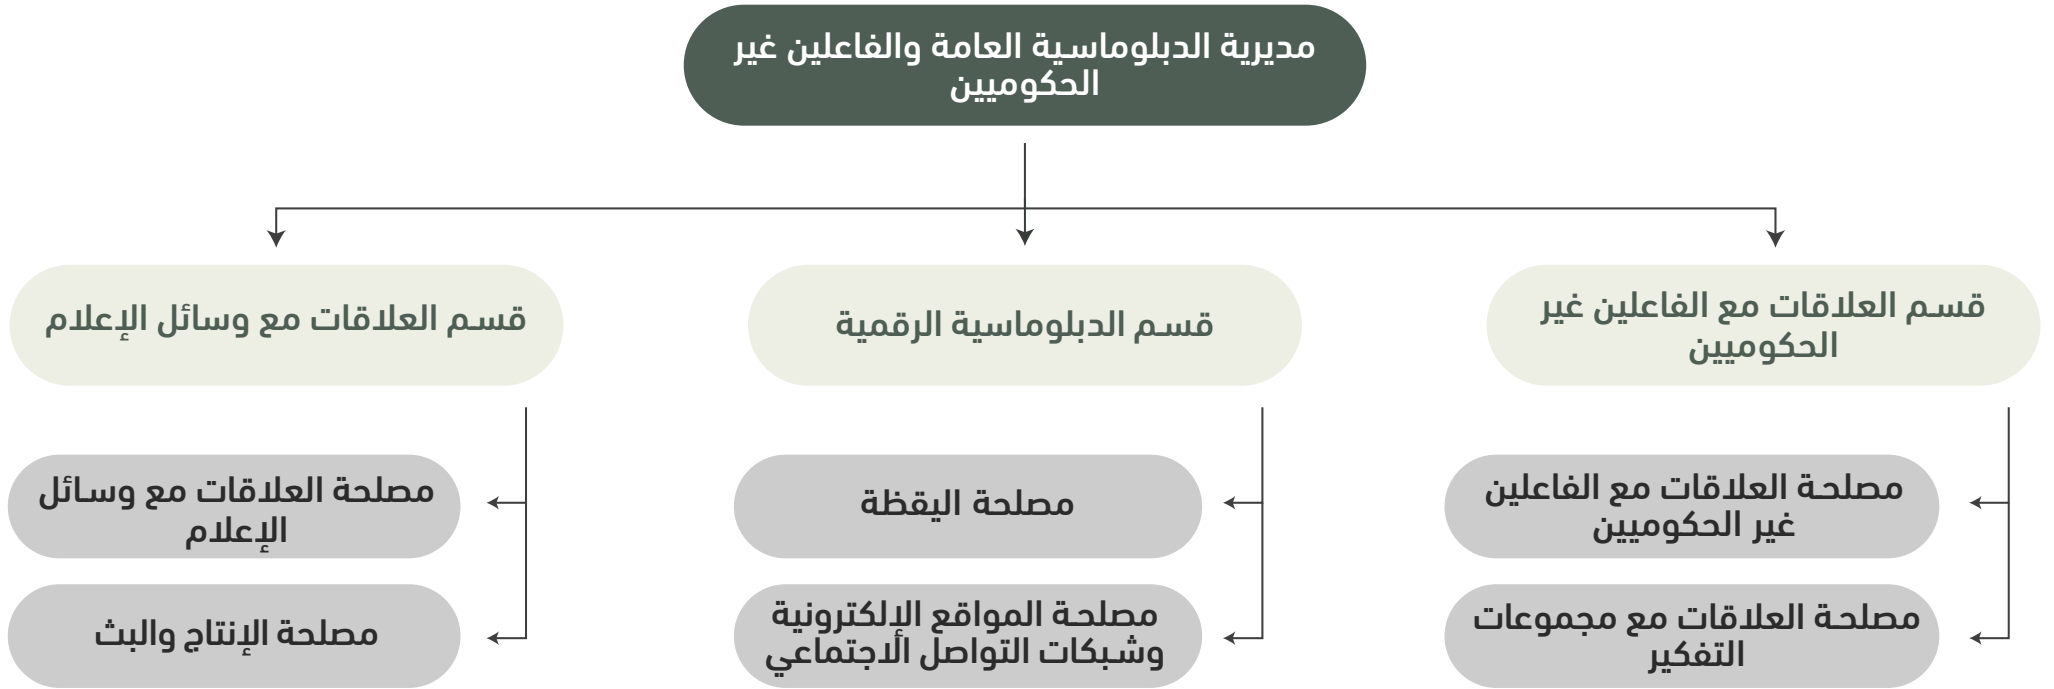 مديرية الدبلوماسية العامة والفاعلين غير
الحكوميين
قسم العلاقات مع الفاعلين غير
الحكوميين
قسم الدبلوماسية الرقمية
قسم العلاقات مع وسائل الإعلام
مصلحة العلاقات مع الفاعلين
غير الحكوميين
مصلحة العلاقات مع مجموعات
التفكير
مصلحة اليقظة
مصلحة المواقع الإلكترونية
وشبكات التواصل الاجتماعي
مصلحة العلاقات مع وسائل
الإعلام
مصلحة الإنتاج والبث